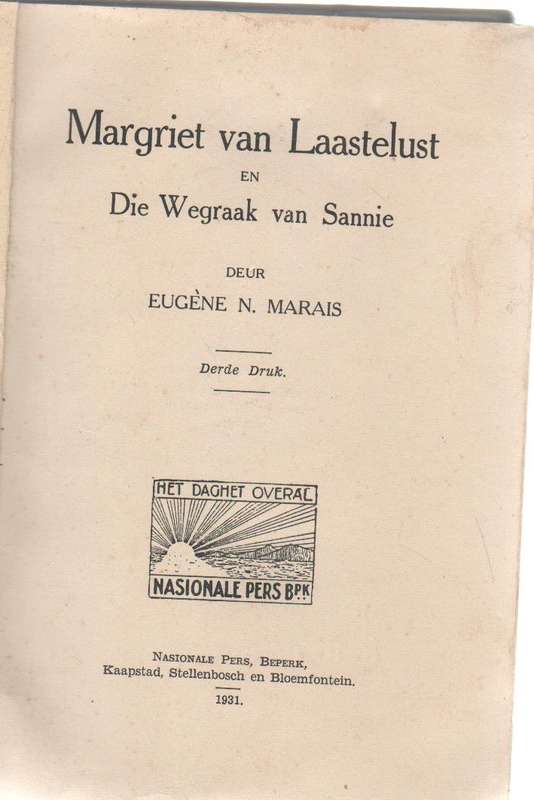 Margriet van Laastelust
EN
Die Wegraak van Sannie
DEUR
EUGÈNE N. MARAIS
Derde Druk.
HET DAGHET OVERAL
NASIONALE PERS BPK
NASIONALE PERS, BEPERK,
Kaapstad, Stellenbosch en Bloemfontein.
1931.